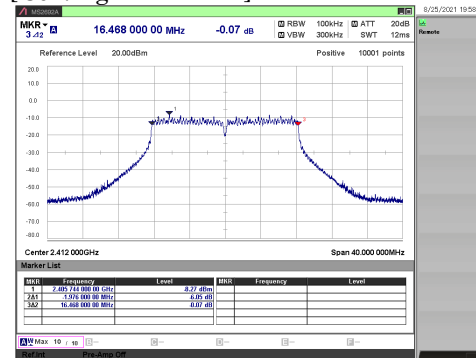 MS2692A
8/25/2021 19:58
MKR 3 Δ2 A 16.468 000 00 MHz -0.07 dB M RBW 100kHz M ATT 20dB
M VBW 300kHz SWT 12ms
Remote
Reference Level 20.00dBm Positive 10001 points
20.0
10.0
0.0
-10.0
-20.0
-30.0
-40.0
-50.0
-60.0
-70.0
-80.0
1
Center 2.412 000GHz Span 40.000 000MHz
Marker List
MKR Frequency Level MKR Frequency Level
1 2.405 744 000 00 GHz -8.27 dBm
2Δ1 -1.976 000 00 MHz -6.05 dB
3Δ2 16.468 000 00 MHz -0.07 dB
A W Max 10 / 10
Ref.Int Pre-Amp Off